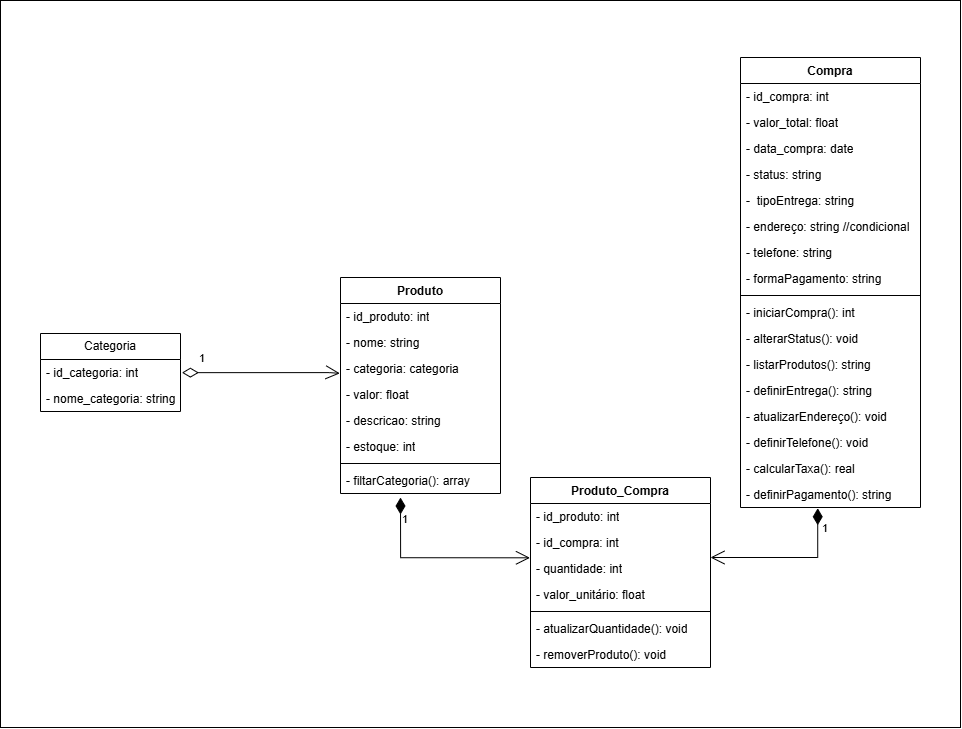 Compra
- id_compra: int
- valor_total: float
- data_compra: date
- status: string
- tipoEntrega: string
- endereço: string //condicional
- telefone: string
- formaPagamento: string
- iniciarCompra(): int
- alterarStatus(): void
- listarProdutos(): string
- definirEntrega(): string
- atualizarEndereço(): void
- definirTelefone(): void
- calcularTaxa(): real
- definirPagamento(): string
1
Produto
- id_produto: int
- nome: string
- categoria: categoria
- valor: float
- descricao: string
- estoque: int
- filtarCategoria(): array
1
Categoria
- id_categoria: int
- nome_categoria: string
1
Produto_Compra
- id_produto: int
- id_compra: int
- quantidade: int
- valor_unitário: float
- atualizarQuantidade(): void
- removerProduto(): void